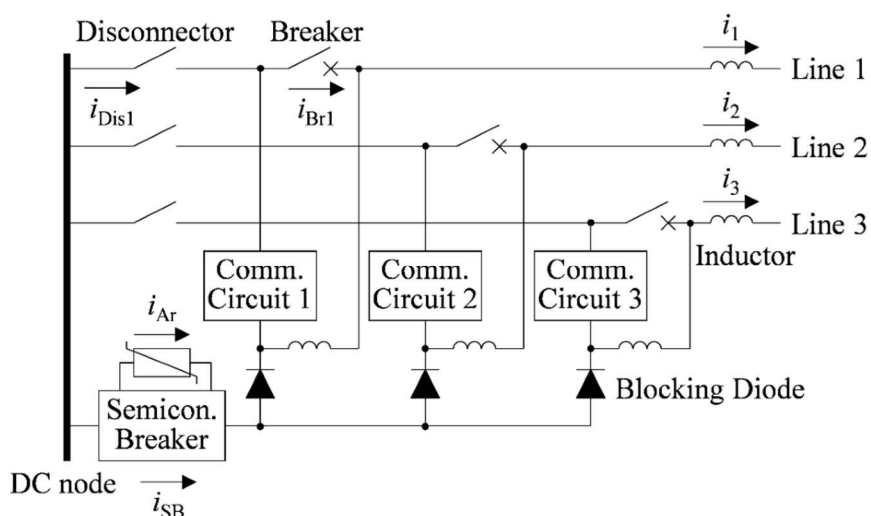 Disconnector
Breaker
i1
Line 1
iDis1
iBr1
i2
Line 2
i3
Line 3
Comm.
Circuit 1
Comm.
Circuit 2
Comm.
Circuit 3
Inductor
iAr
Semicon.
Breaker
Blocking Diode
DC node
iSB